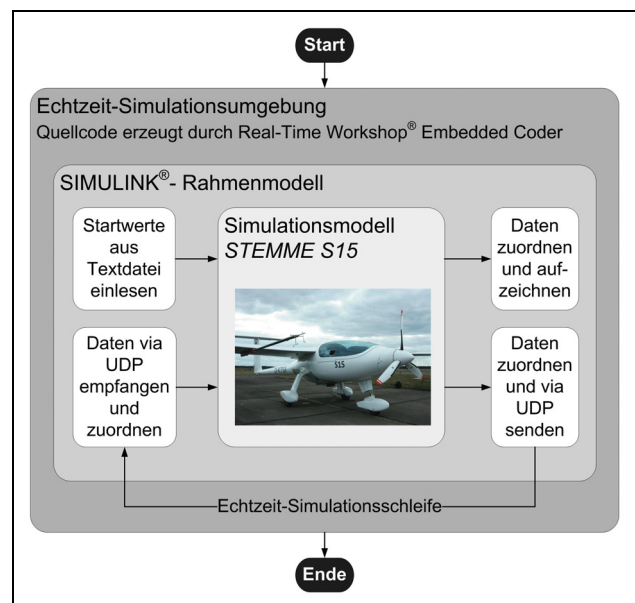 Start
Echtzeit-Simulationsumgebung
Quellcode erzeugt durch Real-Time Workshop® Embedded Coder
SIMULINK®- Rahmenmodell
Startwerte
aus
Textdatei
einlesen
Simulationsmodell
STEMME S15
Daten
zuordnen
und auf-
zeichnen
Daten via
UDP
empfangen
und
zuordnen
S15
Daten
zuordnen
und via
UDP
senden
Echtzeit-Simulationsschleife
Ende